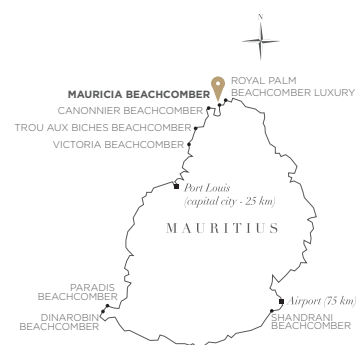 N
ROYAL PALM
BEACHCOMBER LUXURY
MAURICIA BEACHCOMBER
CANONNIER BEACHCOMBER
TROU AUX BICHES BEACHCOMBER
VICTORIA BEACHCOMBER
Port Louis
(capital city - 25 km)
MAURITIUS
PARADIS
BEACHCOMBER
DINAROBIN
BEACHCOMBER
Airport (75 km)
SHANDRANI
BEACHCOMBER